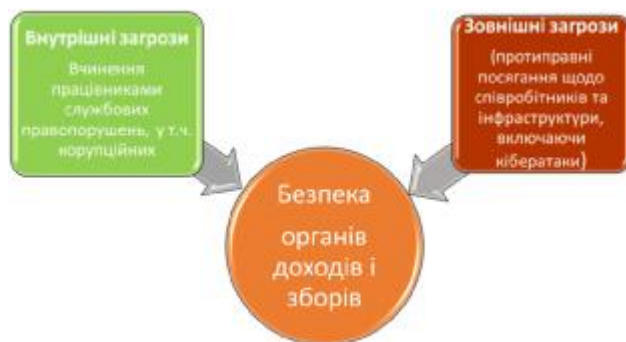 Внутрішні загрози
Вчинення
працівниками
службових
правопорушень, у т.ч.
корупційних
Зовнішні загрози
(протиправні
посягання щодо
співробітників та
інфраструктури,
включаючи
кібератаки)
Безпека
органів
доходів і
зборів